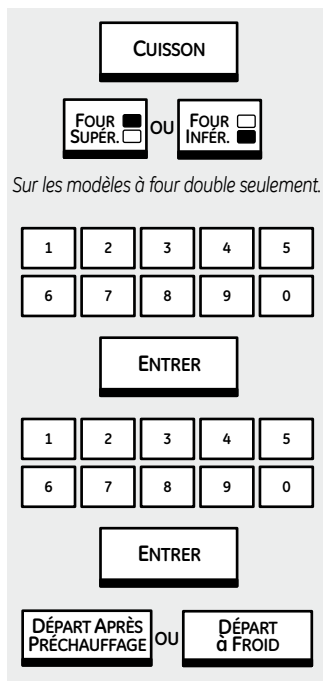 CUISSON
FOUR SUPÉR. OU FOUR INFÉR.
Sur les modèles à four double seulement.
1 2 3 4 5
6 7 8 9 0
ENTRER
1 2 3 4 5
6 7 8 9 0
ENTRER
DÉPART APRÈS PRÉCHAUFFAGE OU DÉPART à FROID